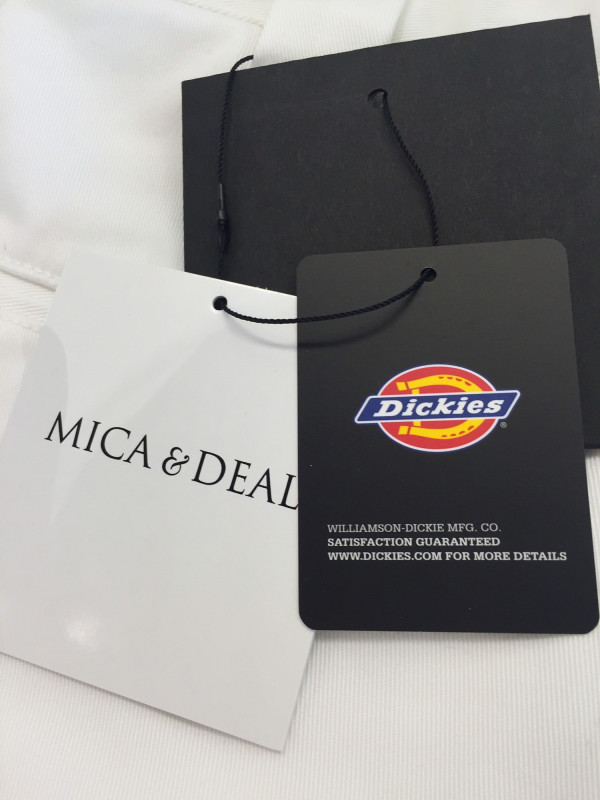 MICA & DEAL
Dickies
®
WILLIAMSON-DICKIE MFG. CO.
SATISFACTION GUARANTEED
WWW.DICKIES.COM FOR MORE DETAILS